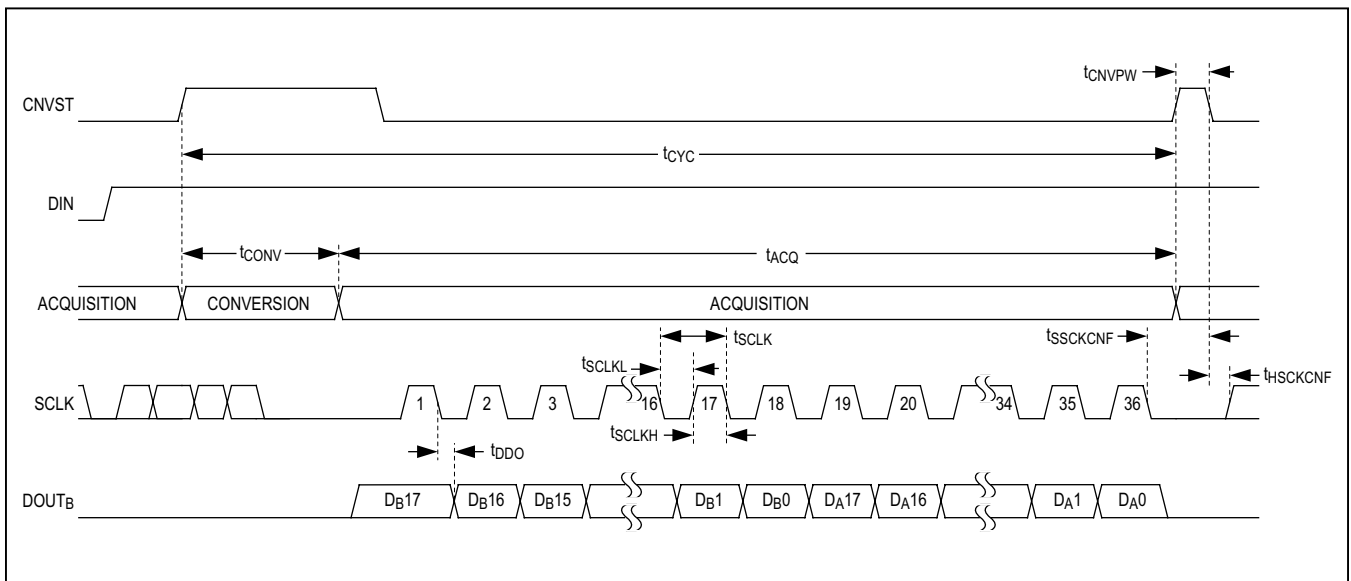 tCNVPW
CNVST
tCYC
DIN
tCONV
tACQ
ACQUISITION CONVERSION ACQUISITION
tSCLK
tSSCKCNF
tSCLKL
tHSCKCNF
SCLK 1 2 3 16 17 18 19 20 34 35 36
tSCLKH
tDDO
DOUTB DB17 DB16 DB15 DB1 DB0 DA17 DA16 DA1 DA0